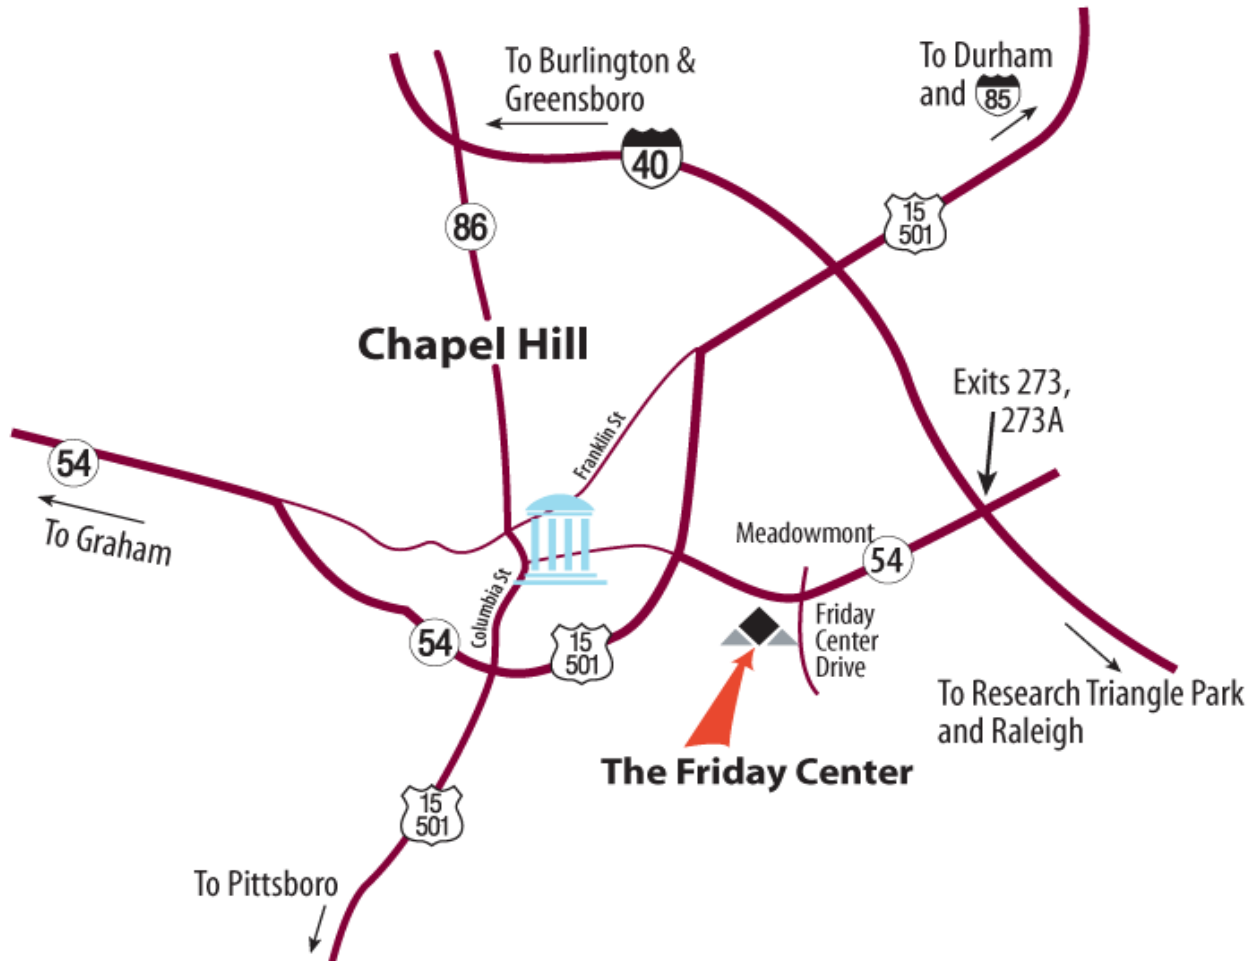 To Burlington &
Greensboro
To Durham
and 85
40
15
501
86
Chapel Hill
Exits 273,
273A
Franklin St
54
To Graham
Meadowmont
54
Columbia St
Friday
Center
Drive
54
15
501
To Research Triangle Park
and Raleigh
The Friday Center
15
501
To Pittsboro